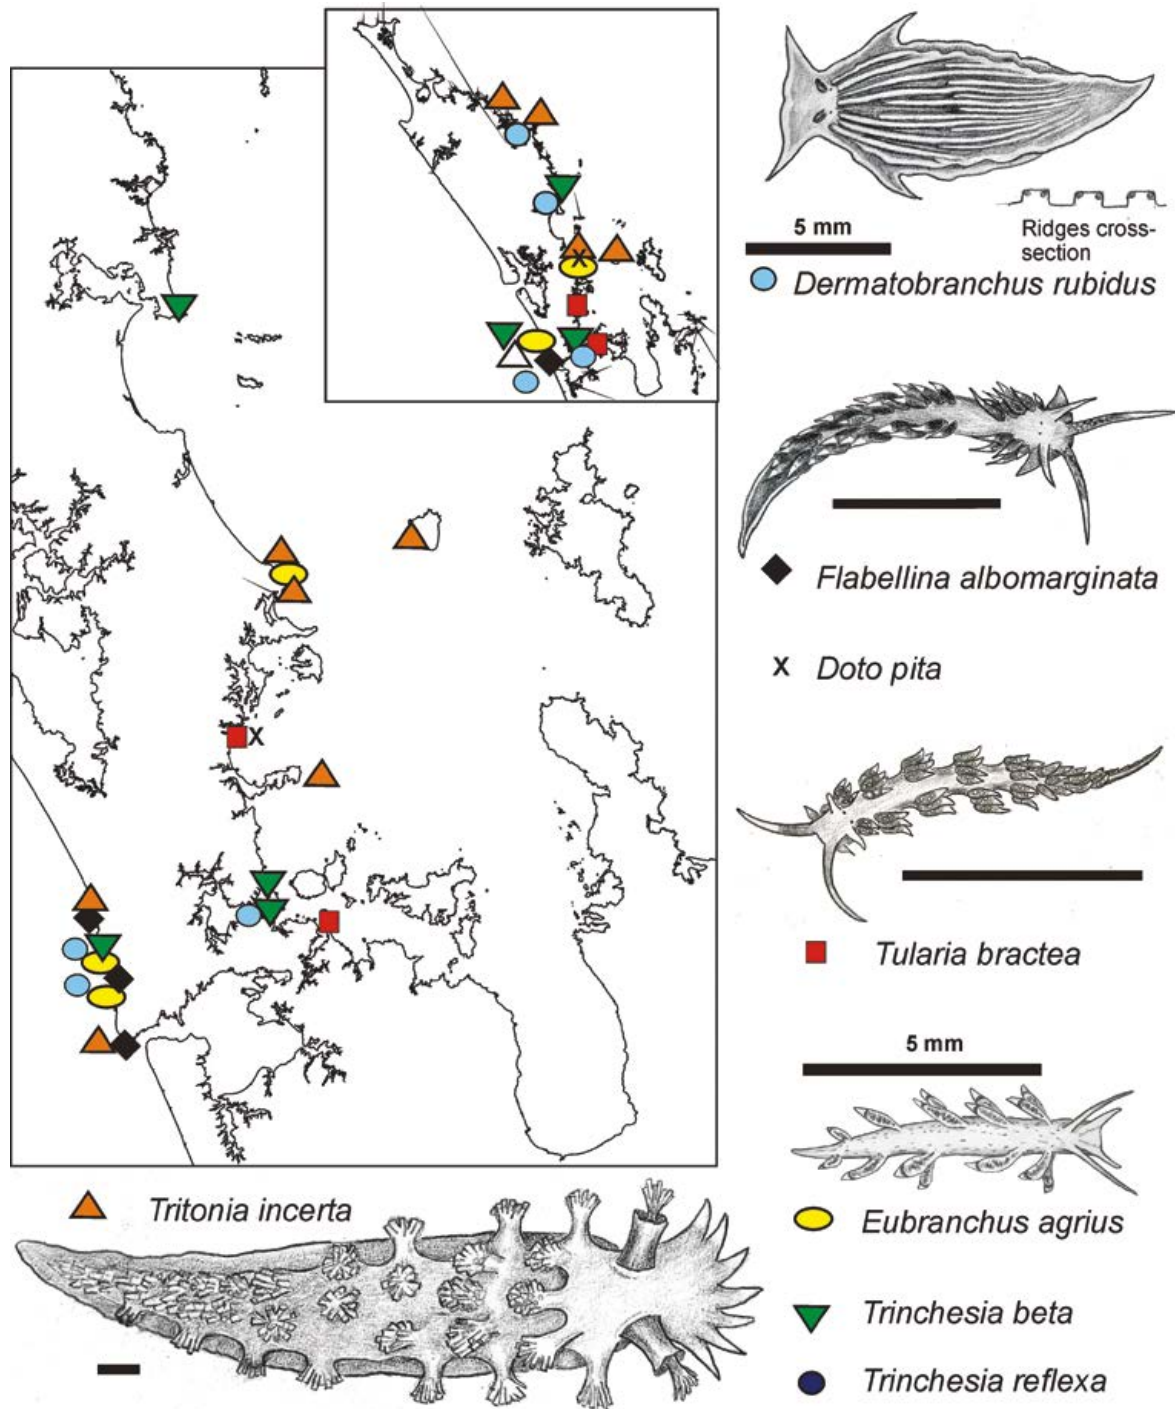 5 mm
Ridges cross-
section
Dermatobranchus rubidus
Flabellina albomarginata
X Doto pita
X
X
Tularia bractea
5 mm
Tritonia incerta
Eubranchus agrius
Trinchesia beta
Trinchesia reflexa